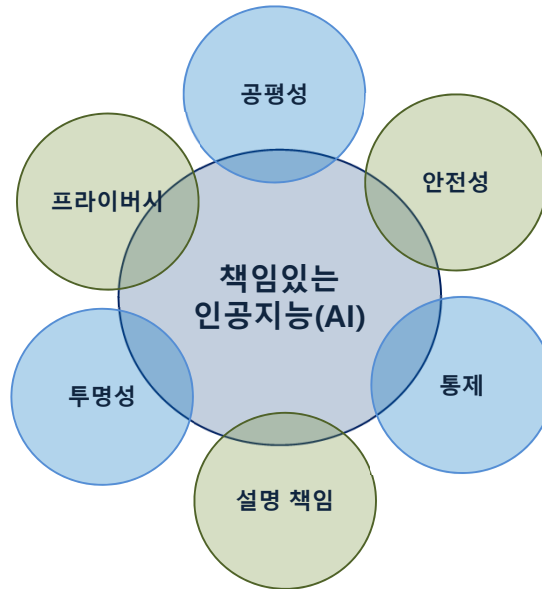 공평성
안전성
프라이버시
책임있는
인공지능(AI)
투명성
통제
설명 책임